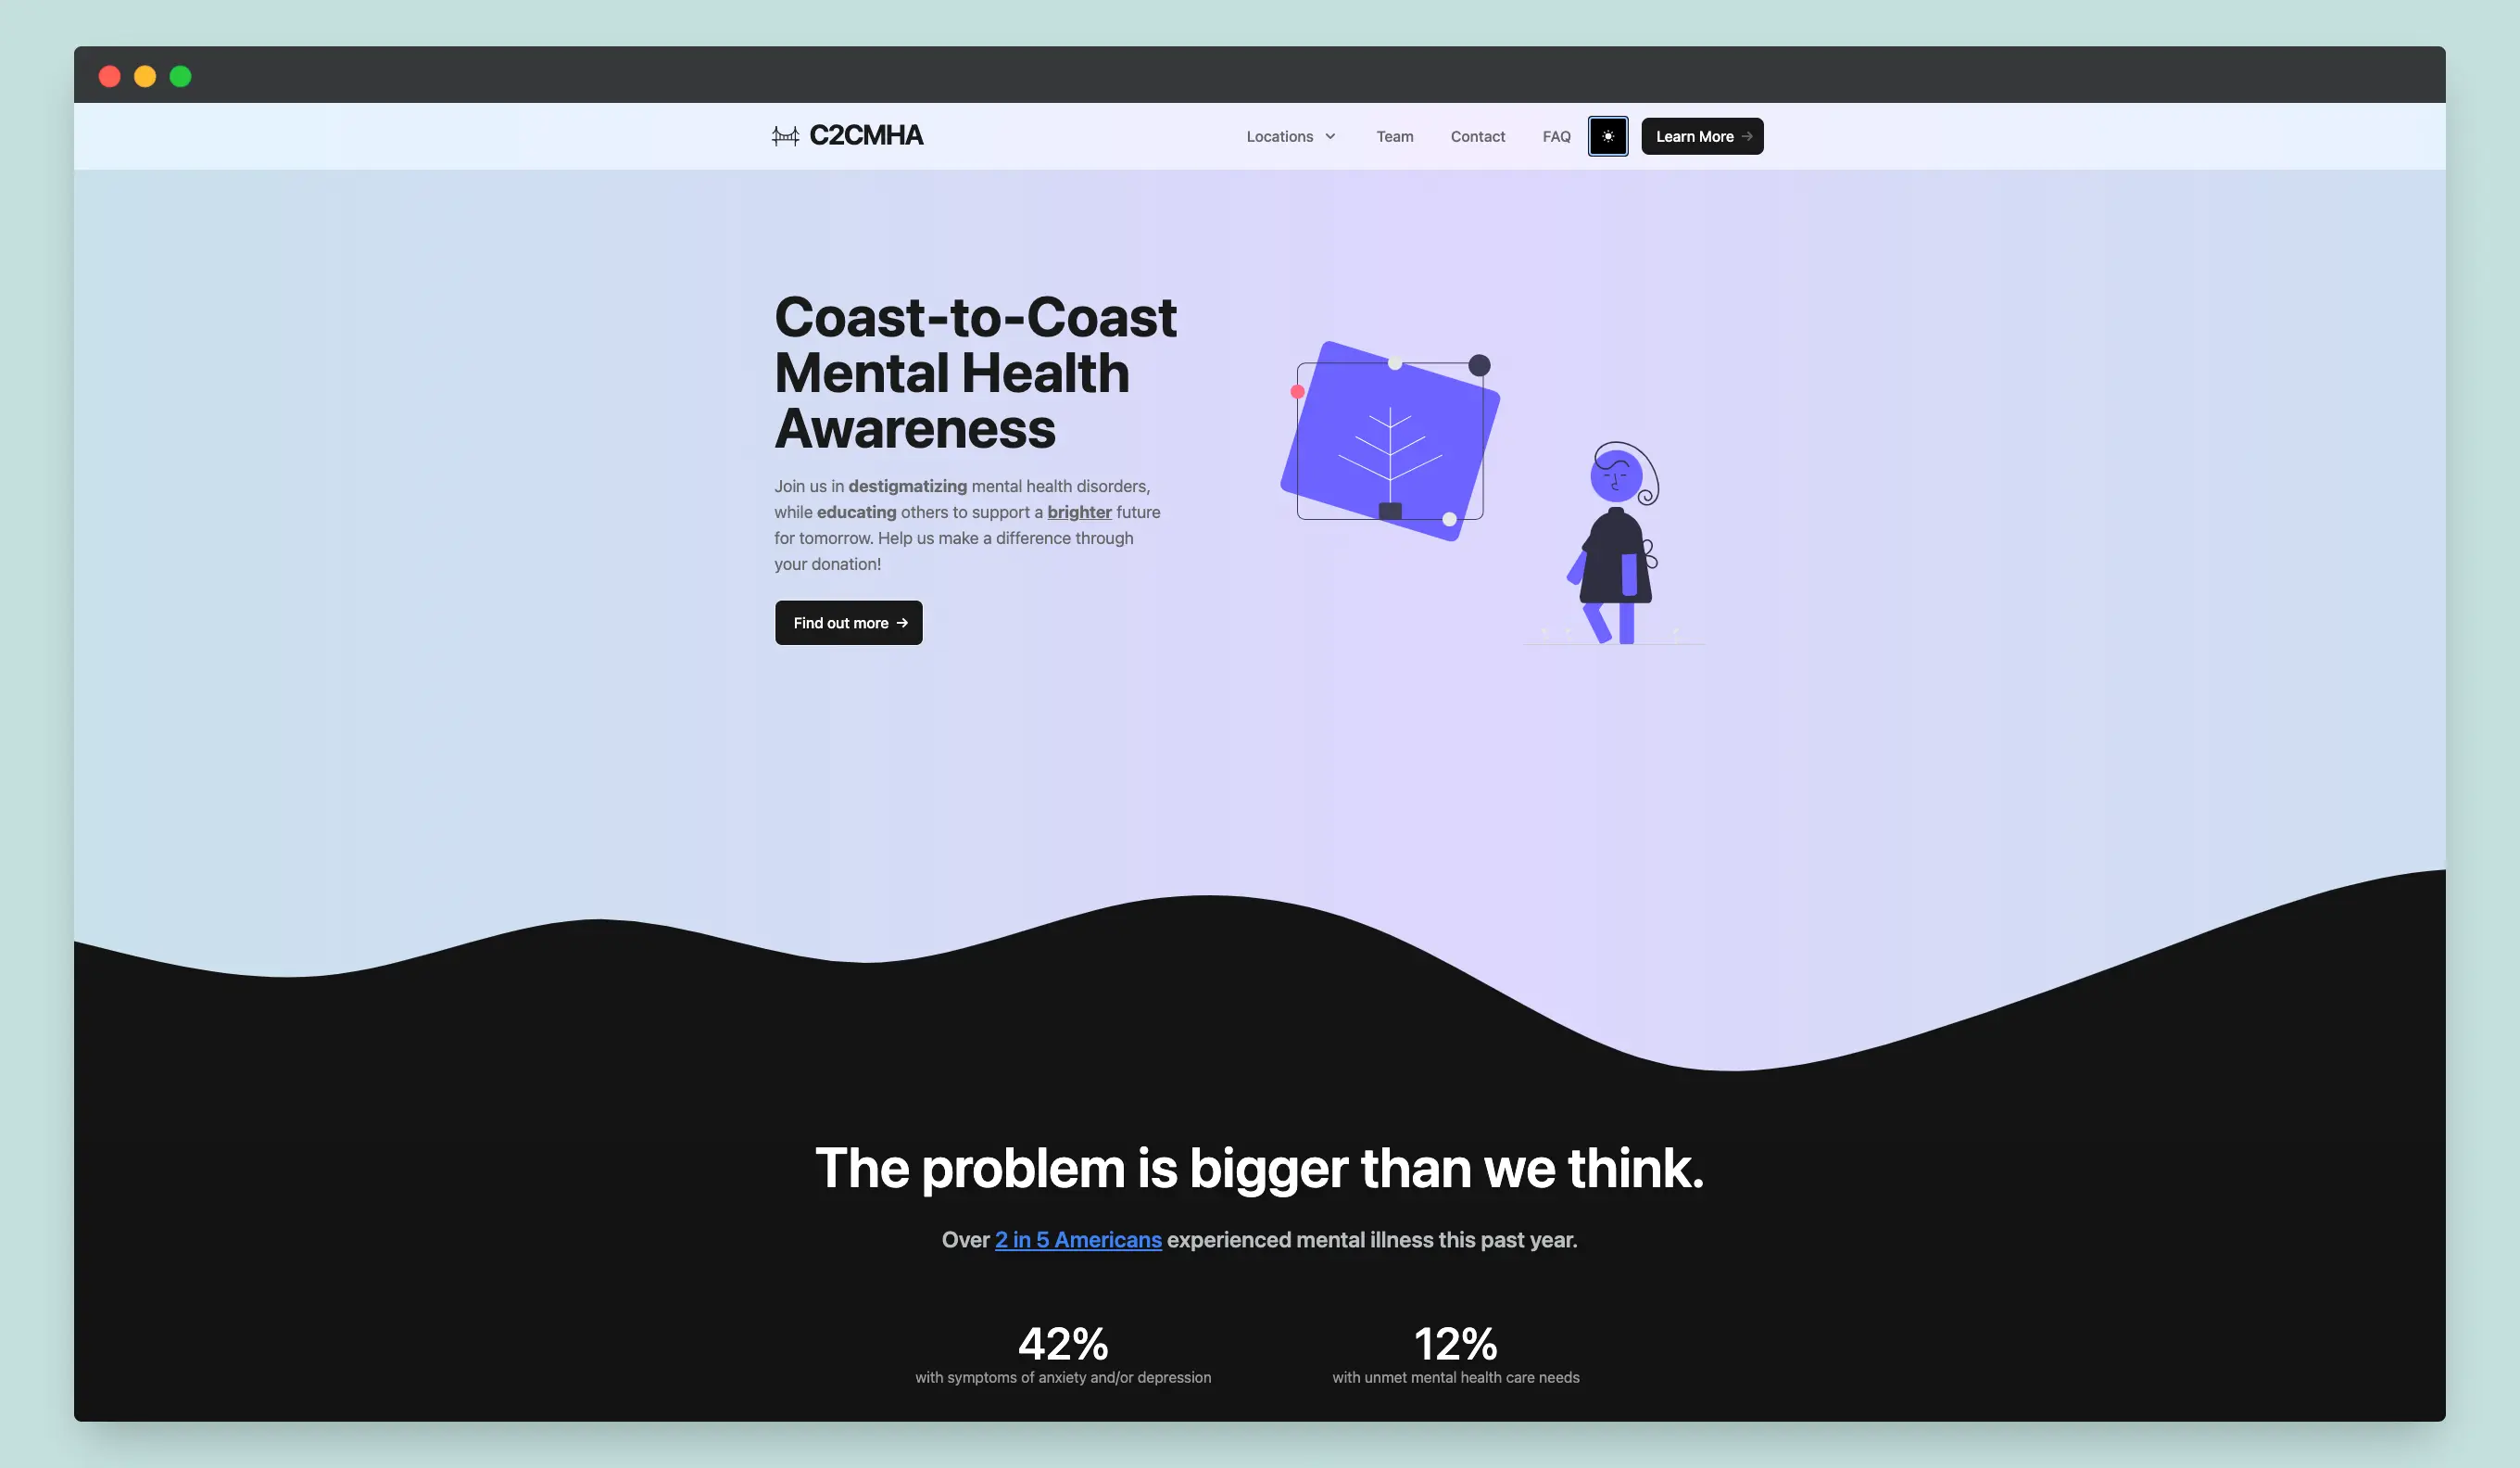 C2CMHA
Locations
Team
Contact
FAQ
Learn More →
Coast-to-Coast
Mental Health
Awareness
Join us in destigmatizing mental health disorders,
while educating others to support a brighter future
for tomorrow. Help us make a difference through
your donation!
Find out more →
The problem is bigger than we think.
Over 2 in 5 Americans experienced mental illness this past year.
42%
with symptoms of anxiety and/or depression
12%
with unmet mental health care needs